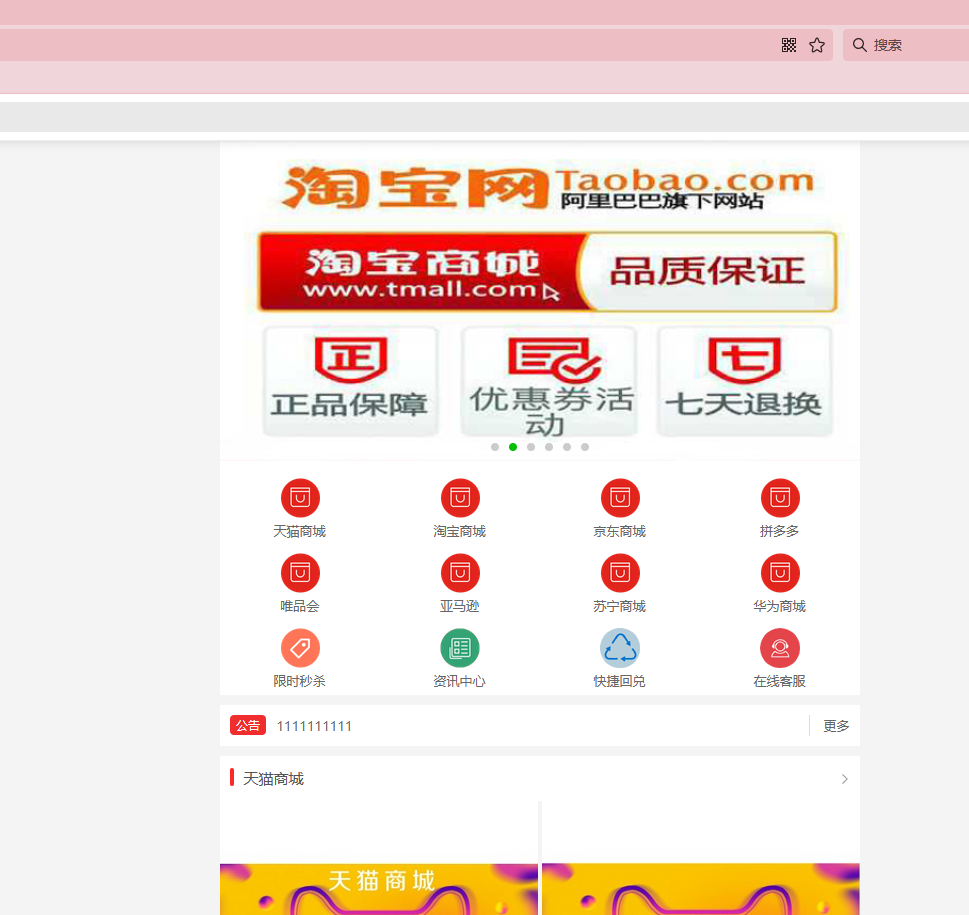 搜索
淘宝网 Taobao.com
阿里巴巴旗下网站
淘宝商城
www.tmall.com
品质保证
正 七
正品保障 优惠券活动 七天退换
天猫商城 淘宝商城 京东商城 拼多多
唯品会 亚马逊 苏宁商城 华为商城
限时秒杀 资讯中心 快捷回兑 在线客服
公告 1111111111 更多
天猫商城
天猫商城